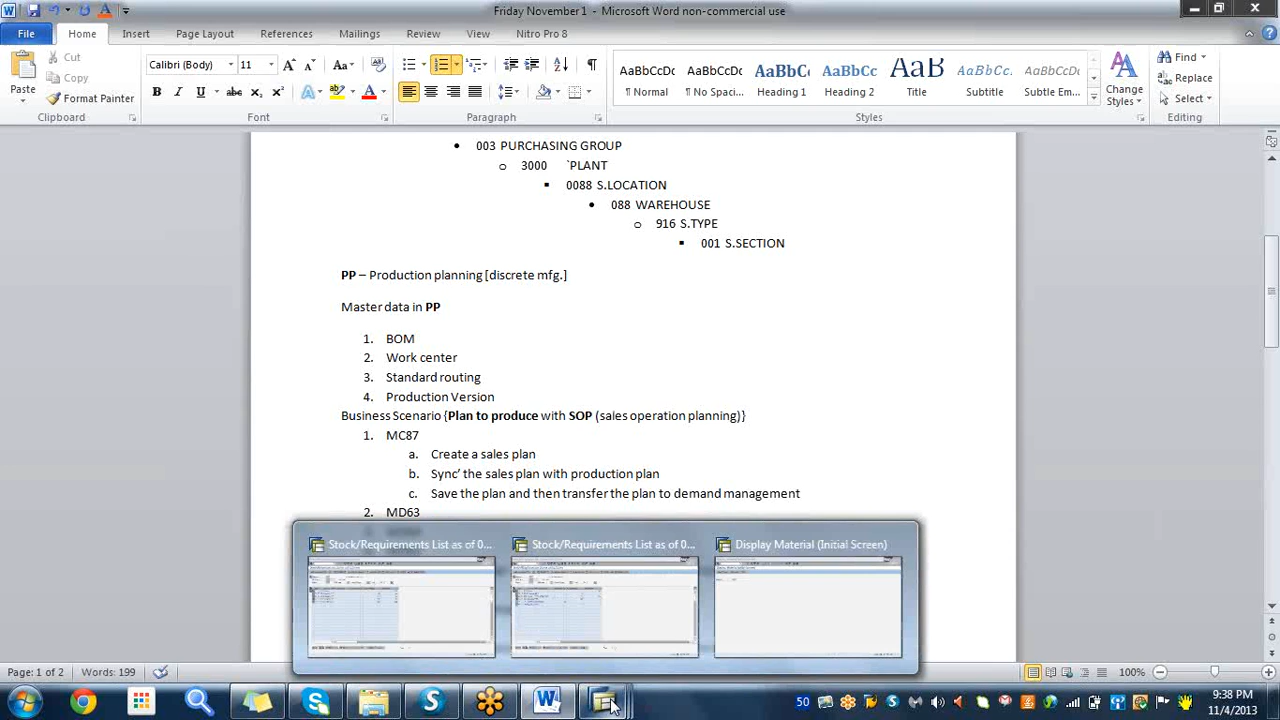 Friday November1 - Microsoft Word non-commercial use
File
Home
Insert
Page Layout
References
Mailings
Review
View
Nitro Pro 8
Paste
Cut
Copy
Format Painter
Clipboard
Calibri (Body)
11
Font
Paragraph
AaBbCcDc
¶ Normal
AaBbCcDc
¶ No Spaci...
AaBbC
Heading 1
AaBbCc
Heading 2
AaB
Title
AaBbCc.
Subtitle
AaBbCcDc
Subtle Em...
Change
Styles
Styles
Find
Replace
Select
Editing
• 003 PURCHASING GROUP
o 3000 `PLANT
▪ 0088 S.LOCATION
• 088 WAREHOUSE
o 916 S.TYPE
▪ 001 S.SECTION
PP – Production planning [discrete mfg.]
Master data in PP
1. BOM
2. Work center
3. Standard routing
4. Production Version
Business Scenario {Plan to produce with SOP (sales operation planning)}
1. MC87
a. Create a sales plan
b. Sync’ the sales plan with production plan
c. Save the plan and then transfer the plan to demand management
2. MD63
Stock/Requirements List as of 0...
Stock/Requirements List as of 0...
Display Material (Initial Screen)
Page: 1 of 2
Words: 199
100%
50
9:38 PM
11/4/2013